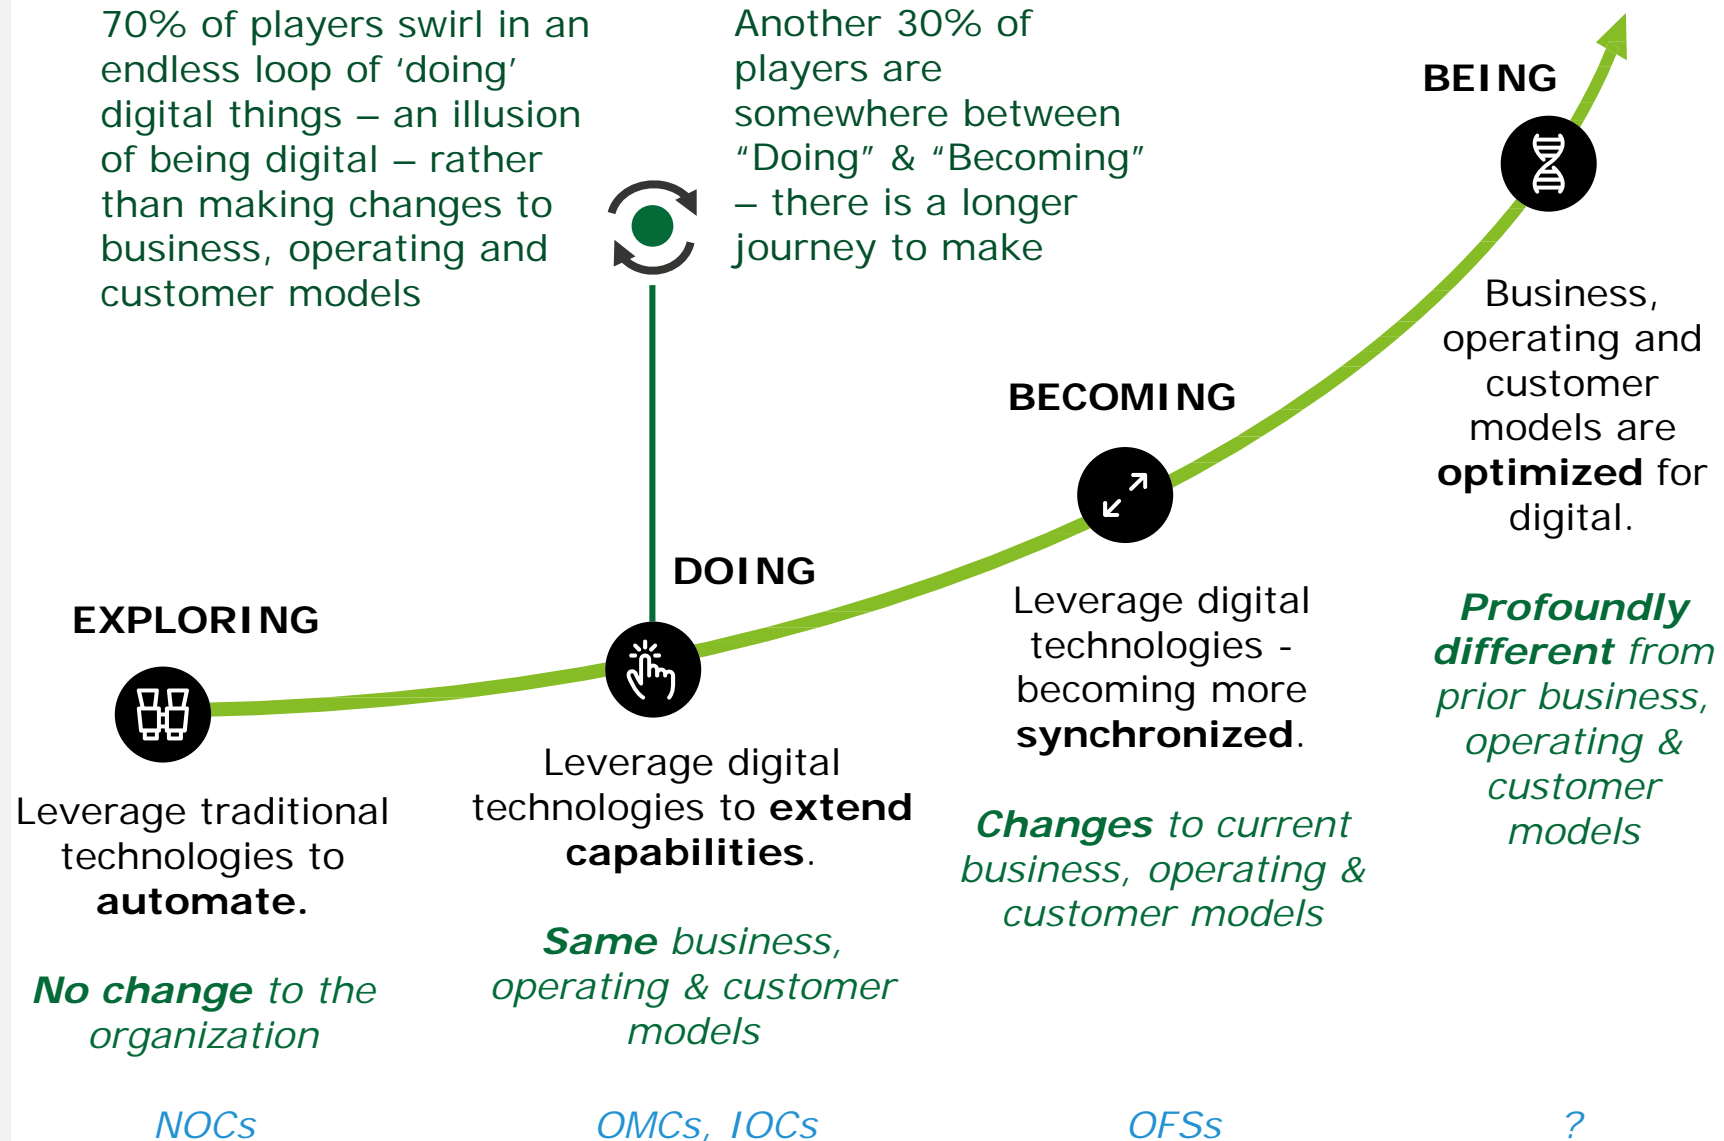 70% of players swirl in an
endless loop of ‘doing’
digital things – an illusion
of being digital – rather
than making changes to
business, operating and
customer models
Another 30% of
players are
somewhere between
“Doing” & “Becoming”
– there is a longer
journey to make
EXPLORING
Leverage traditional
technologies to
automate.
No change to the
organization
NOCs
DOING
Leverage digital
technologies to extend
capabilities.
Same business,
operating & customer
models
OMCs, IOCs
BECOMING
Leverage digital
technologies -
becoming more
synchronized.
Changes to current
business, operating &
customer models
OFSs
BEING
Business,
operating and
customer
models are
optimized for
digital.
Profoundly
different from
prior business,
operating &
customer
models
?